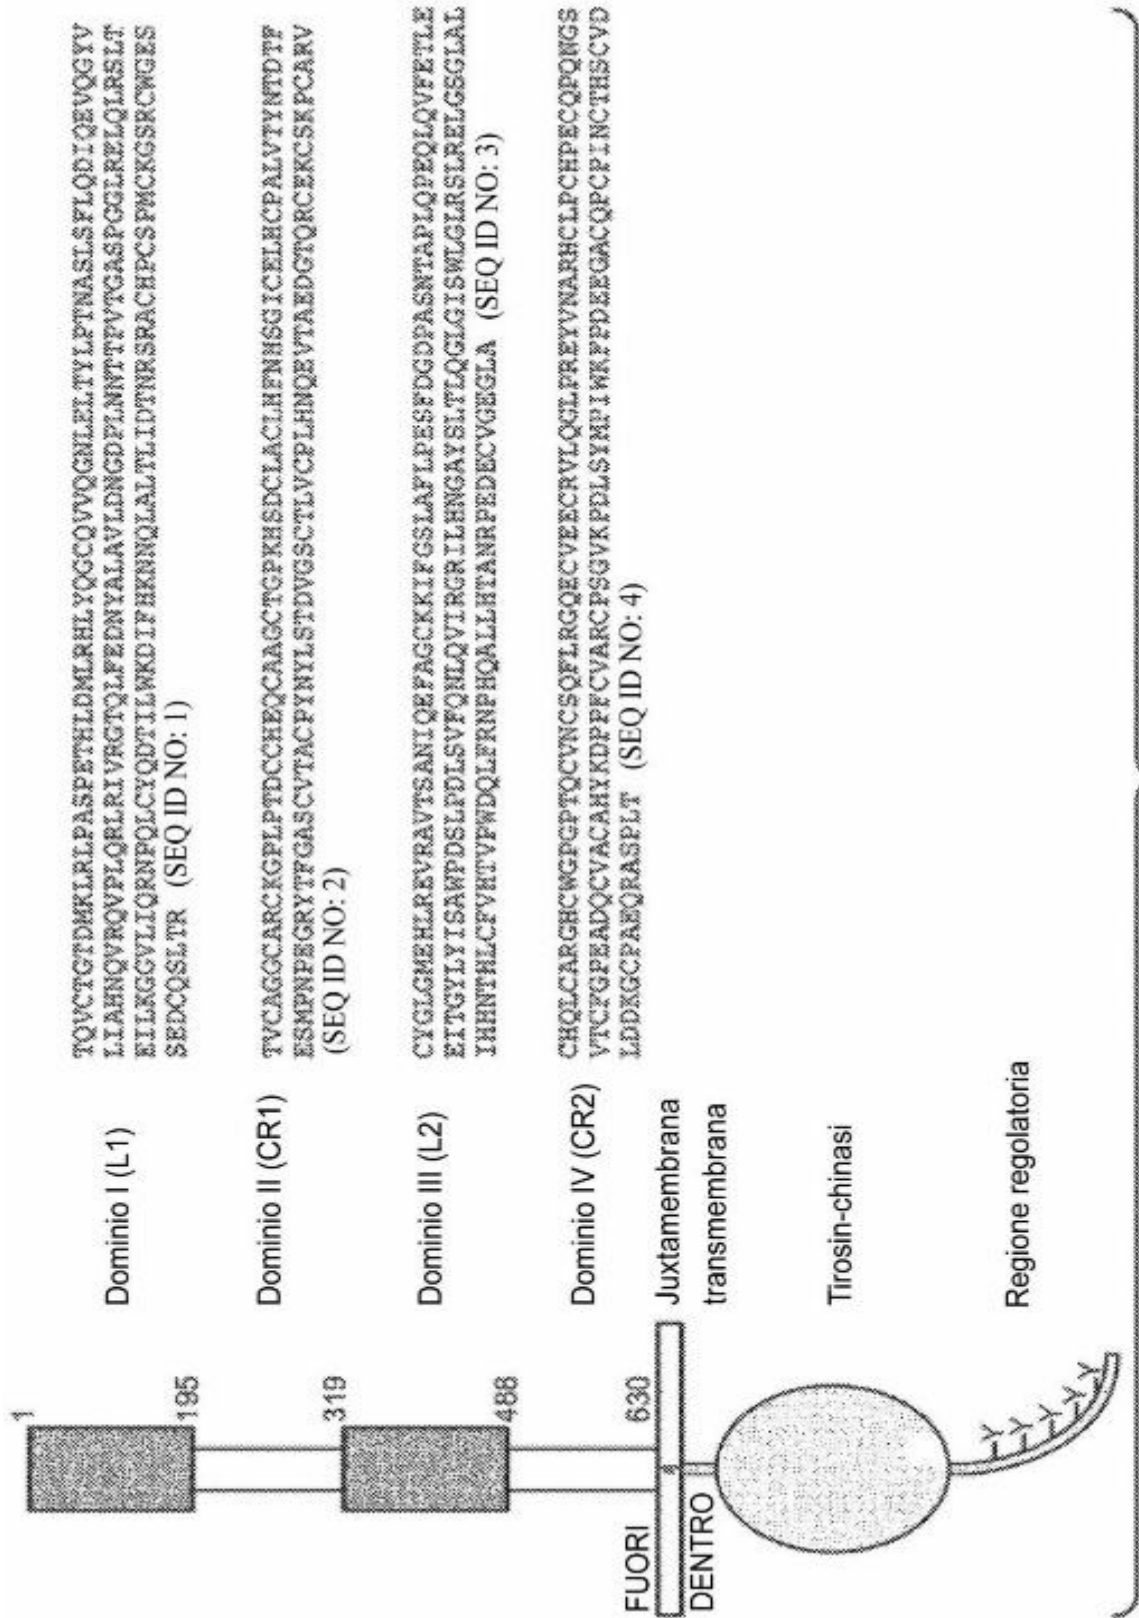 1
195
319
488
630
FUORI
DENTRO
Dominio I (L1)
TQVCTGTDMKLRLPASPETHLDMLRHLYQGCQVVQGNLELTYLPTNASLSFLQDIQEVQGYV
LIAHNQVRQVPLQRLRIVRGTQLFEDNYALAVLDNGDPLNNTTPVTGASPGGLRELQLRSLT
EILKGGVLIQRNPQLCYQDTILWKDIFHKNNQLALTLIDTNRSRACHPCSPMCKGSRCWGES
SEDCQSLTR (SEQ ID NO: 1)
Dominio II (CR1)
TVCAGGCARCKGPLPTDCCHEQCAAGCTGPKHSDCLACLHFNHSGICELHCPALVTYNTDTF
ESMPNPEGRYTFGASCVTACPYNYLSTDVGSCTLVCPLHNQEVTAEDGTQRCEKCSKPCARV
(SEQ ID NO: 2)
Dominio III (L2)
CYGLGMEHLREVRAVTSANIQEFAGCKKIFGSLAFLPESFDGDPASNTAPLQPEQLQVFETLE
EITGYLYISAWPDSLPDLSVFQNLQVIRGRILHNGAYSLTLQGLGISWLGLRSLRELGSGLAL
IHHNTHLCFVHTVPWDQLFRNPHQALLHTANRPEDECVGEGLA (SEQ ID NO: 3)
Dominio IV (CR2)
CHQLCARGHCWGPGPTQCVNCSQFLRGQECVEECRVLQGLPREYVNARHCLPCHPECQPQNGS
VTCFGPEADQCVACAHYKDPPFCVARCPSGVKPDLSYMPIWKFPDEEGACQPCPINCTHSCVD
LDDKGCPAEQRASPLT (SEQ ID NO: 4)
Juxtamembrana
transmembrana
Tirosin-chinasi
Regione regolatoria